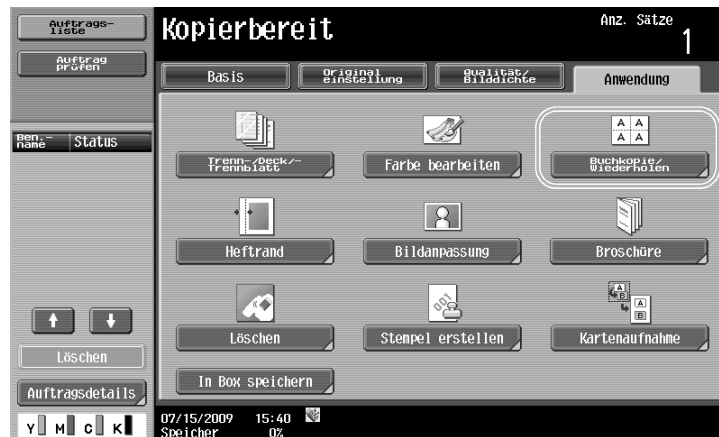 Auftrags-
liste
Auftrag
prüfen
Ben.-
name
Status
Löschen
Auftragsdetails
Y M C K
Kopierbereit
Anz. Sätze
1
Basis
Original
einstellung
Qualität/
Bilddichte
Anwendung
Trenn-/Deck/-
Trennblatt
Farbe bearbeiten
A A
A A
Buchkopie/
Wiederholen
Heftrand
Bildanpassung
Broschüre
Löschen
001
Stempel erstellen
A
B
A
B
Kartenaufnahme
In Box speichern
07/15/2009 15:40
Speicher 0%